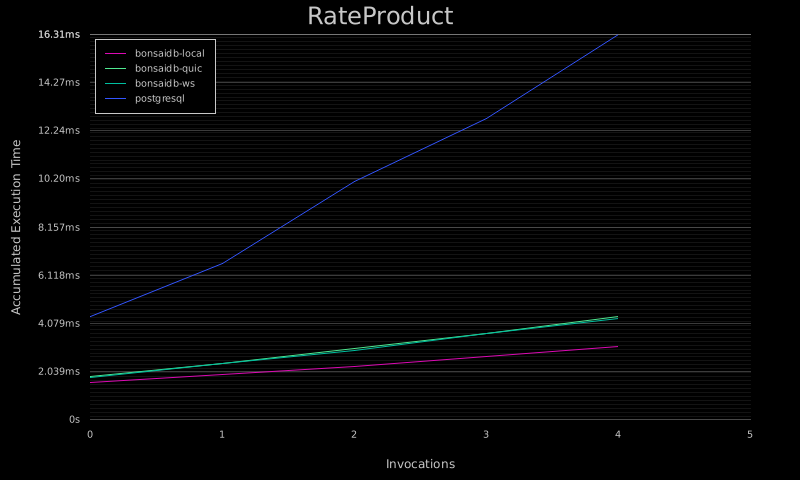 RateProduct
16.31ms
bonsaidb-local
bonsaidb-quic
bonsaidb-ws
postgresql
14.27ms
12.24ms
10.20ms
8.157ms
6.118ms
4.079ms
2.039ms
0s
Accumulated Execution Time
0 1 2 3 4 5
Invocations